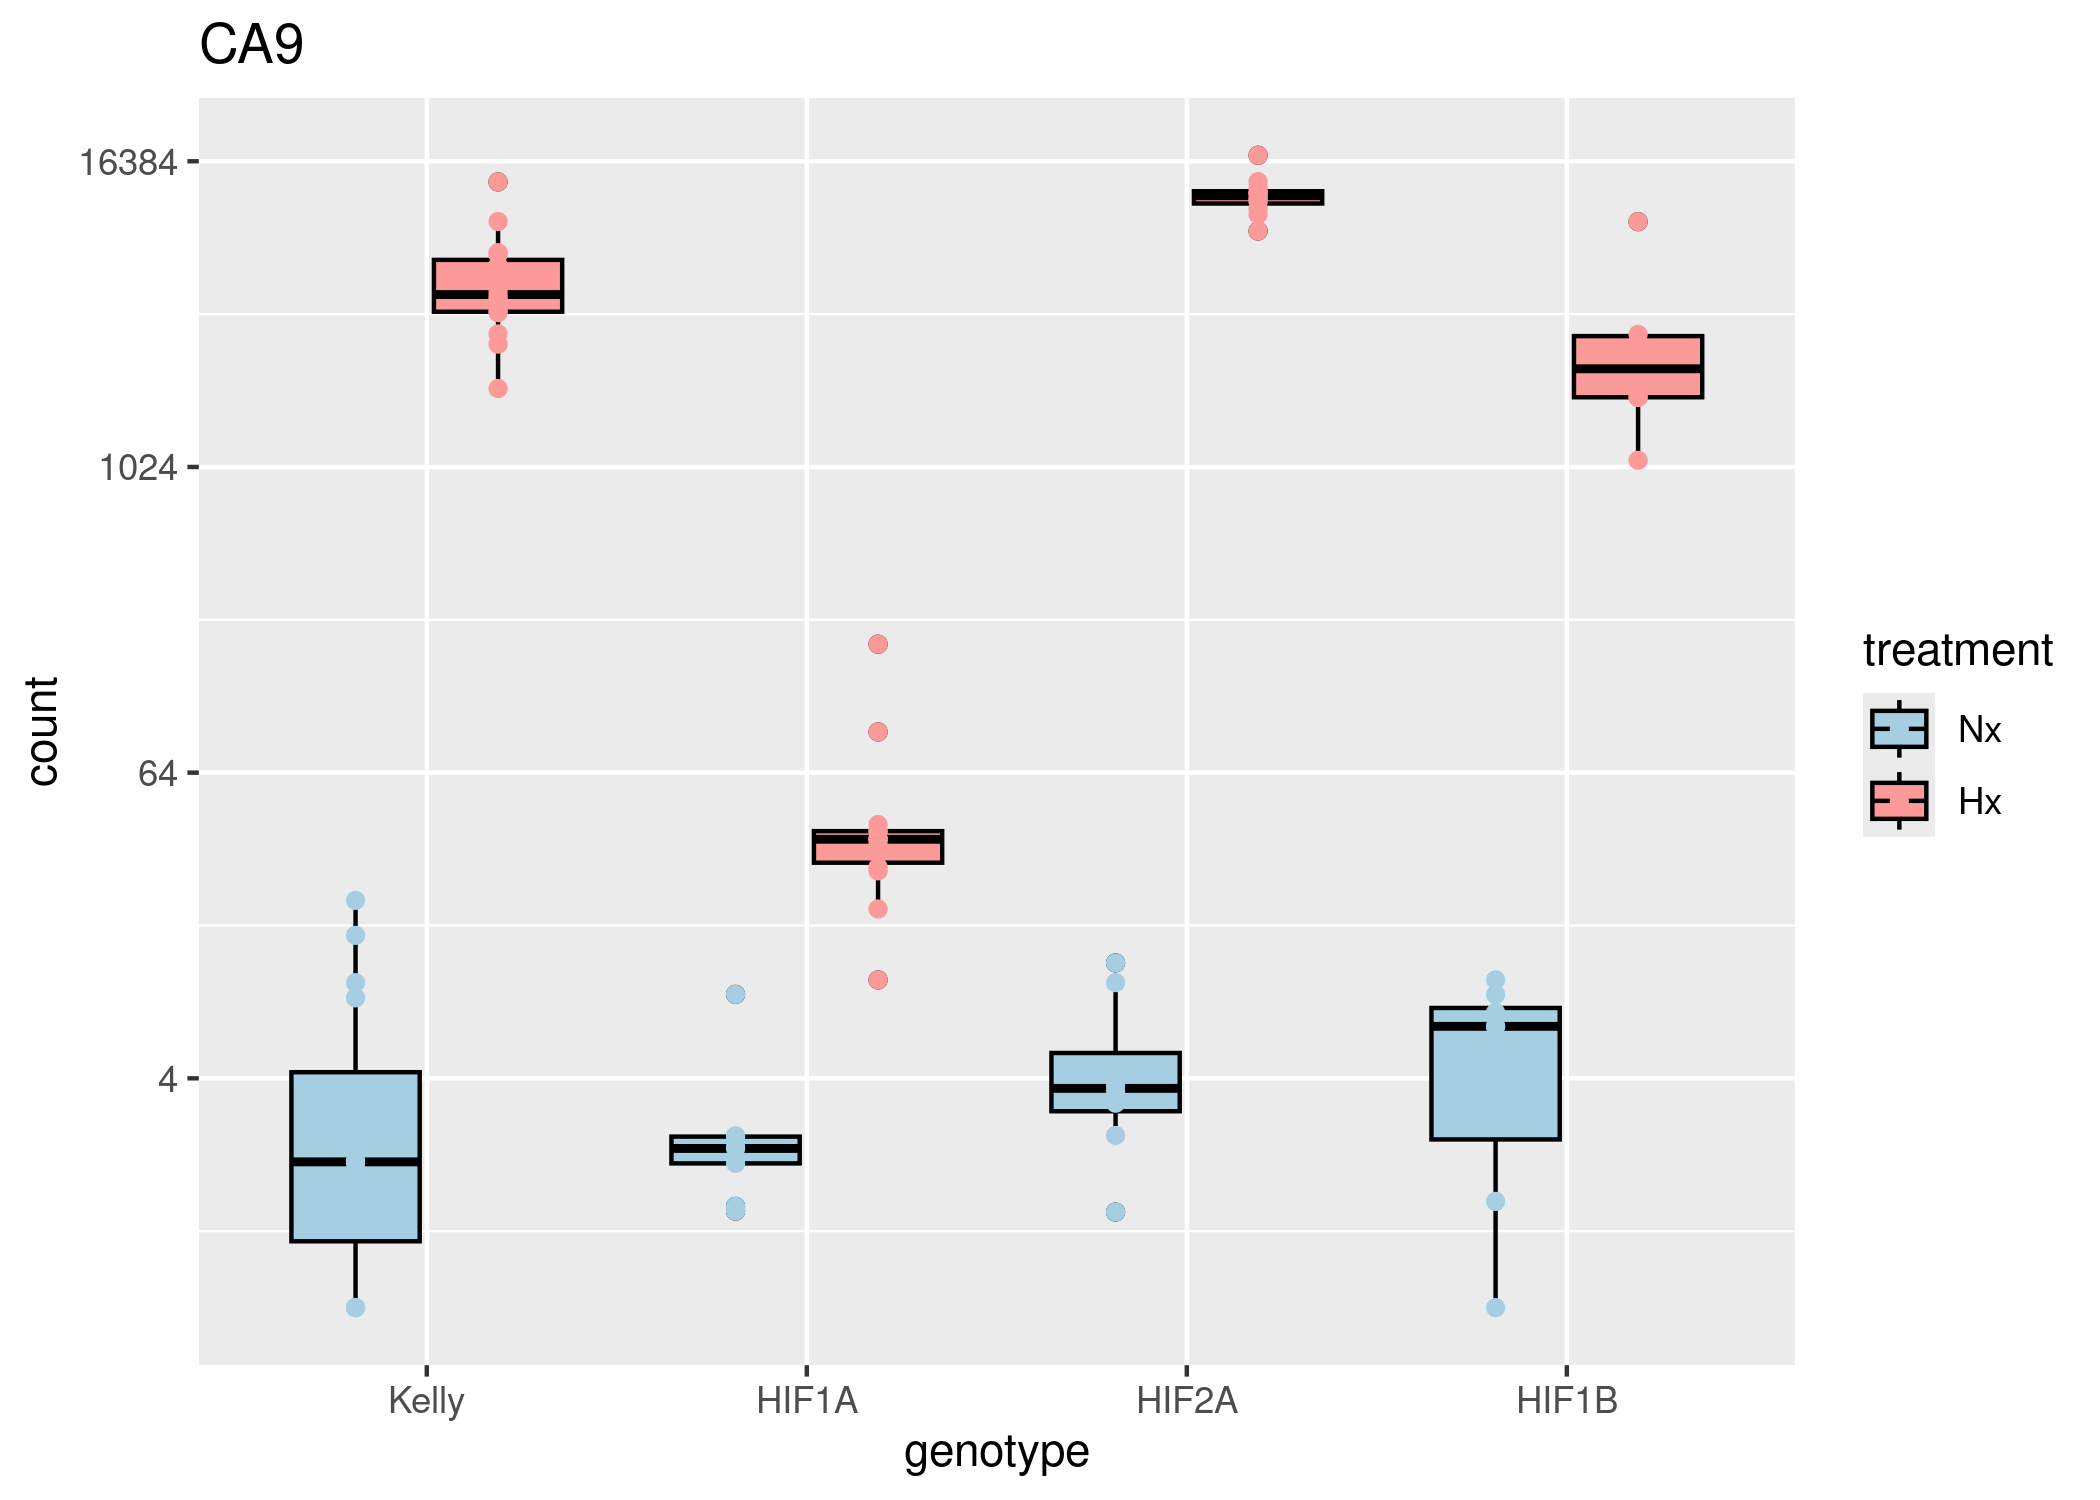 CA9
16384
1024
64
4
count
Kelly
HIF1A
HIF2A
HIF1B
genotype
treatment
Nx
Hx